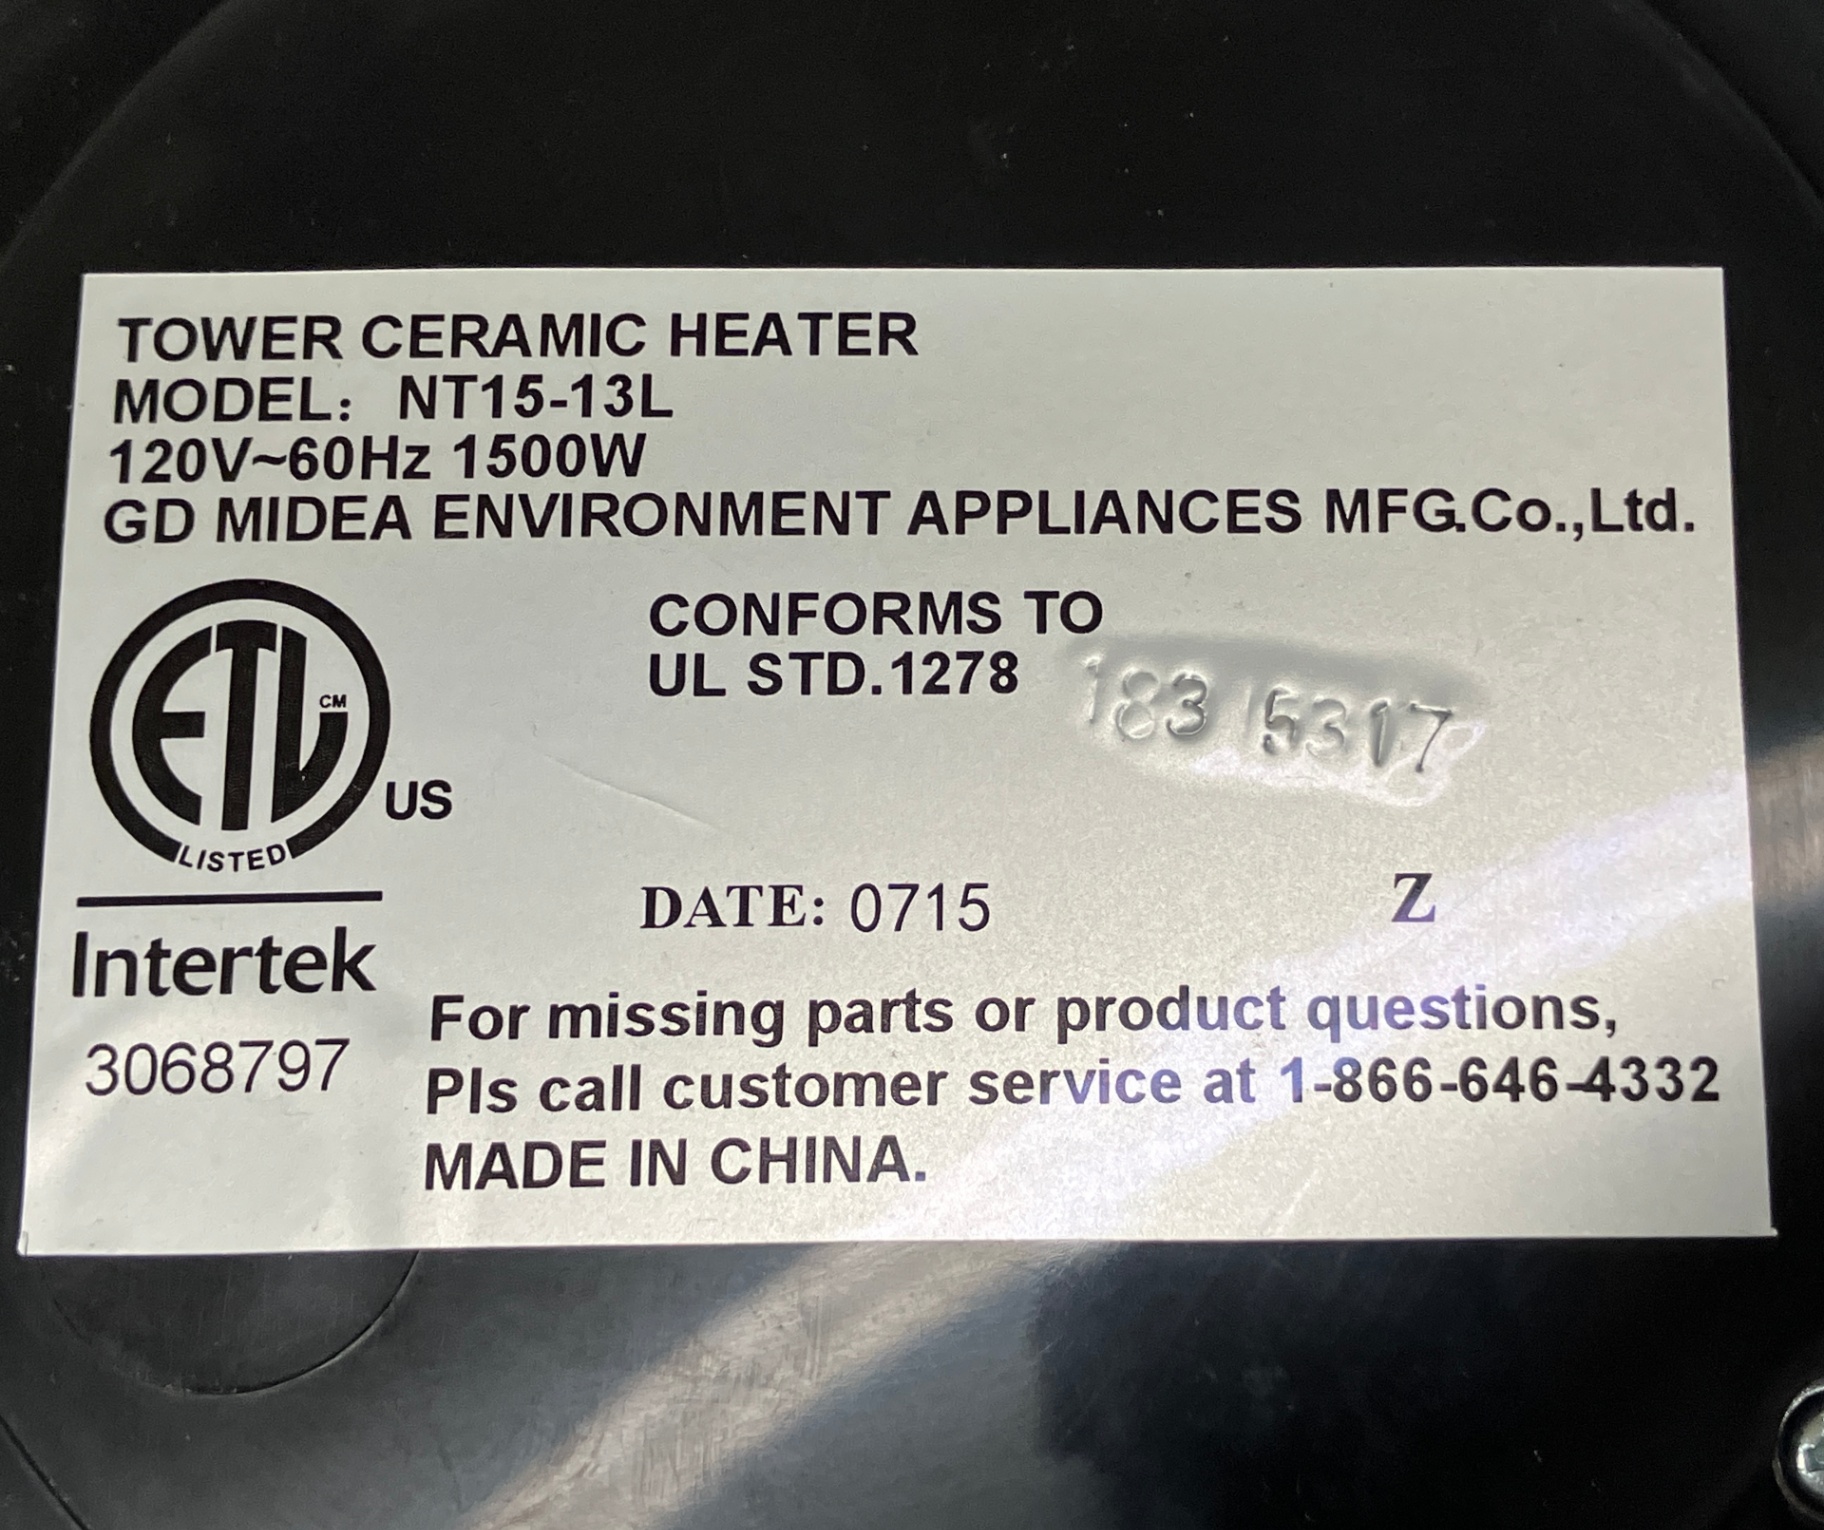 TOWER CERAMIC HEATER
MODEL: NT15-13L
120V~60Hz 1500W
GD MIDEA ENVIRONMENT APPLIANCES MFG.Co.,Ltd.
ETL CM
LISTED
US
Intertek
3068797
CONFORMS TO
UL STD.1278
183 15317
DATE: 0715
Z
For missing parts or product questions,
Pls call customer service at 1-866-646-4332
MADE IN CHINA.